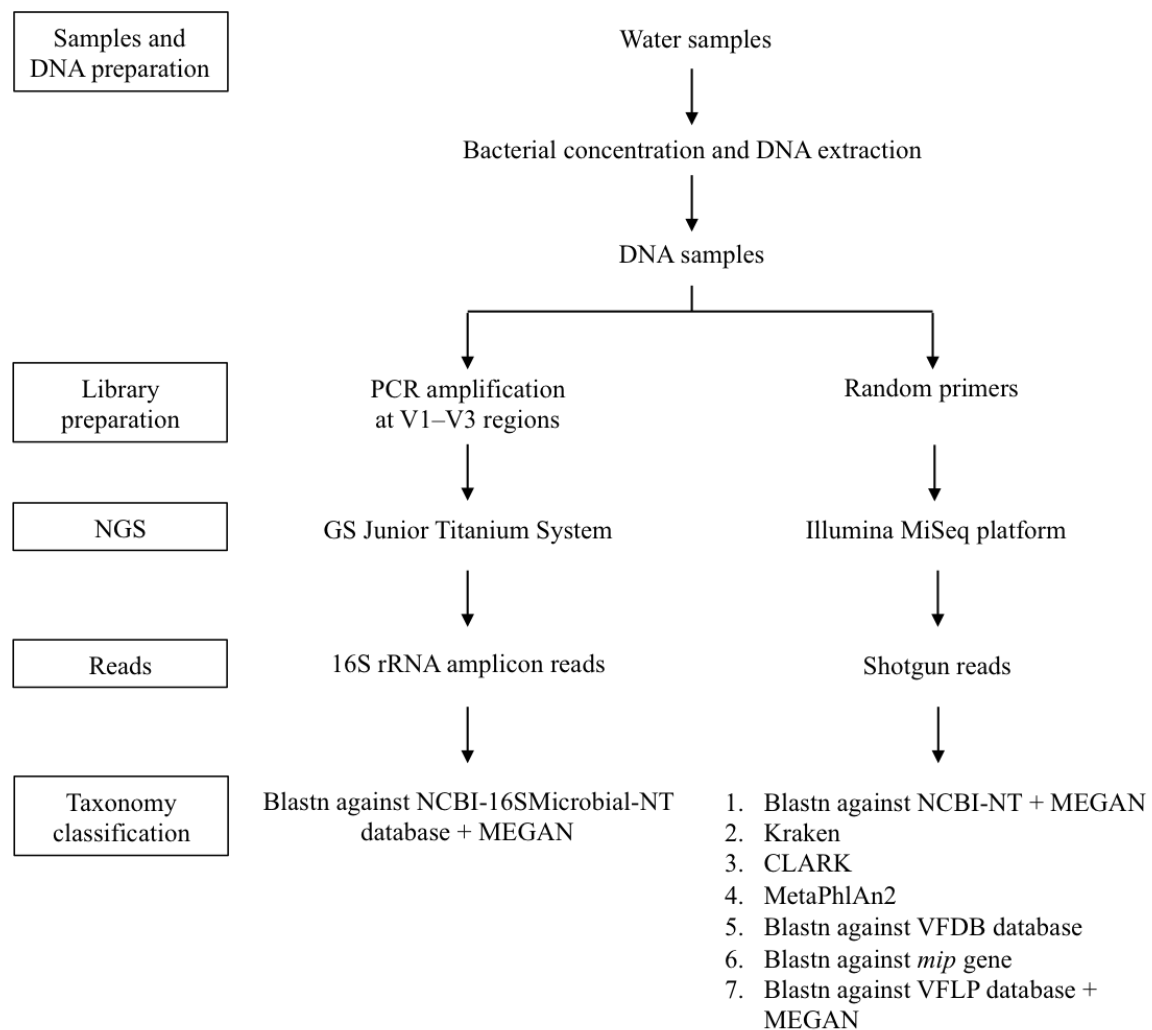 Samples and
DNA preparation
Water samples
Bacterial concentration and DNA extraction
DNA samples
Library
preparation
PCR amplification
at V1–V3 regions
Random primers
NGS
GS Junior Titanium System
Illumina MiSeq platform
Reads
16S rRNA amplicon reads
Shotgun reads
Taxonomy
classification
Blastn against NCBI-16SMicrobial-NT
database + MEGAN
1. Blastn against NCBI-NT + MEGAN
2. Kraken
3. CLARK
4. MetaPhlAn2
5. Blastn against VFDB database
6. Blastn against mip gene
7. Blastn against VFLP database +
MEGAN